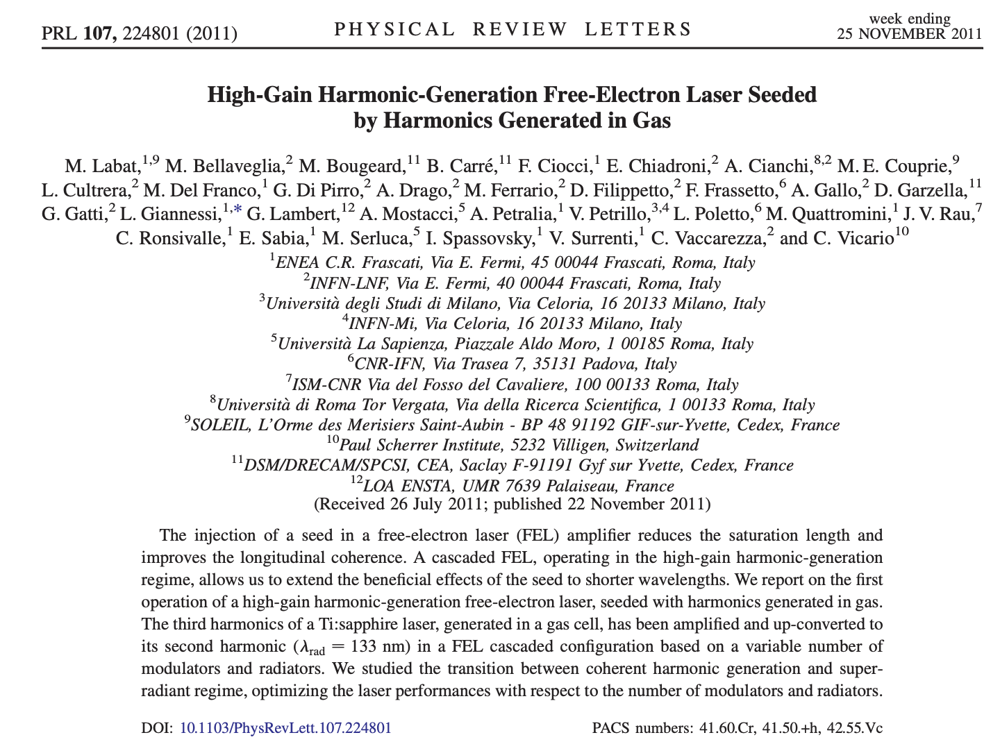 PRL 107, 224801 (2011)
PHYSICAL REVIEW LETTERS
week ending
25 NOVEMBER 2011
High-Gain Harmonic-Generation Free-Electron Laser Seeded
by Harmonics Generated in Gas
M. Labat,1,9 M. Bellaveglia,2 M. Bougeard,11 B. Carré,11 F. Ciocci,1 E. Chiadroni,2 A. Cianchi,8,2 M. E. Couprie,9
L. Cultrera,2 M. Del Franco,1 G. Di Pirro,2 A. Drago,2 M. Ferrario,2 D. Filippetto,2 F. Frassetto,6 A. Gallo,2 D. Garzella,11
G. Gatti,2 L. Giannessi,1,* G. Lambert,12 A. Mostacci,5 A. Petralia,1 V. Petrillo,3,4 L. Poletto,6 M. Quattromini,1 J. V. Rau,7
C. Ronsivalle,1 E. Sabia,1 M. Serluca,5 I. Spassovsky,1 V. Surrenti,1 C. Vaccarezza,2 and C. Vicario10
1ENEA C.R. Frascati, Via E. Fermi, 45 00044 Frascati, Roma, Italy
2INFN-LNF, Via E. Fermi, 40 00044 Frascati, Roma, Italy
3Università degli Studi di Milano, Via Celoria, 16 20133 Milano, Italy
4INFN-Mi, Via Celoria, 16 20133 Milano, Italy
5Università La Sapienza, Piazzale Aldo Moro, 1 00185 Roma, Italy
6CNR-IFN, Via Trasea 7, 35131 Padova, Italy
7ISM-CNR Via del Fosso del Cavaliere, 100 00133 Roma, Italy
8Università di Roma Tor Vergata, Via della Ricerca Scientifica, 1 00133 Roma, Italy
9SOLEIL, L'Orme des Merisiers Saint-Aubin - BP 48 91192 GIF-sur-Yvette, Cedex, France
10Paul Scherrer Institute, 5232 Villigen, Switzerland
11DSM/DRECAM/SPCSI, CEA, Saclay F-91191 Gyf sur Yvette, Cedex, France
12LOA ENSTA, UMR 7639 Palaiseau, France
(Received 26 July 2011; published 22 November 2011)
The injection of a seed in a free-electron laser (FEL) amplifier reduces the saturation length and
improves the longitudinal coherence. A cascaded FEL, operating in the high-gain harmonic-generation
regime, allows us to extend the beneficial effects of the seed to shorter wavelengths. We report on the first
operation of a high-gain harmonic-generation free-electron laser, seeded with harmonics generated in gas.
The third harmonics of a Ti:sapphire laser, generated in a gas cell, has been amplified and up-converted to
its second harmonic (λrad = 133 nm) in a FEL cascaded configuration based on a variable number of
modulators and radiators. We studied the transition between coherent harmonic generation and super-
radiant regime, optimizing the laser performances with respect to the number of modulators and radiators.
DOI: 10.1103/PhysRevLett.107.224801
PACS numbers: 41.60.Cr, 41.50.+h, 42.55.Vc